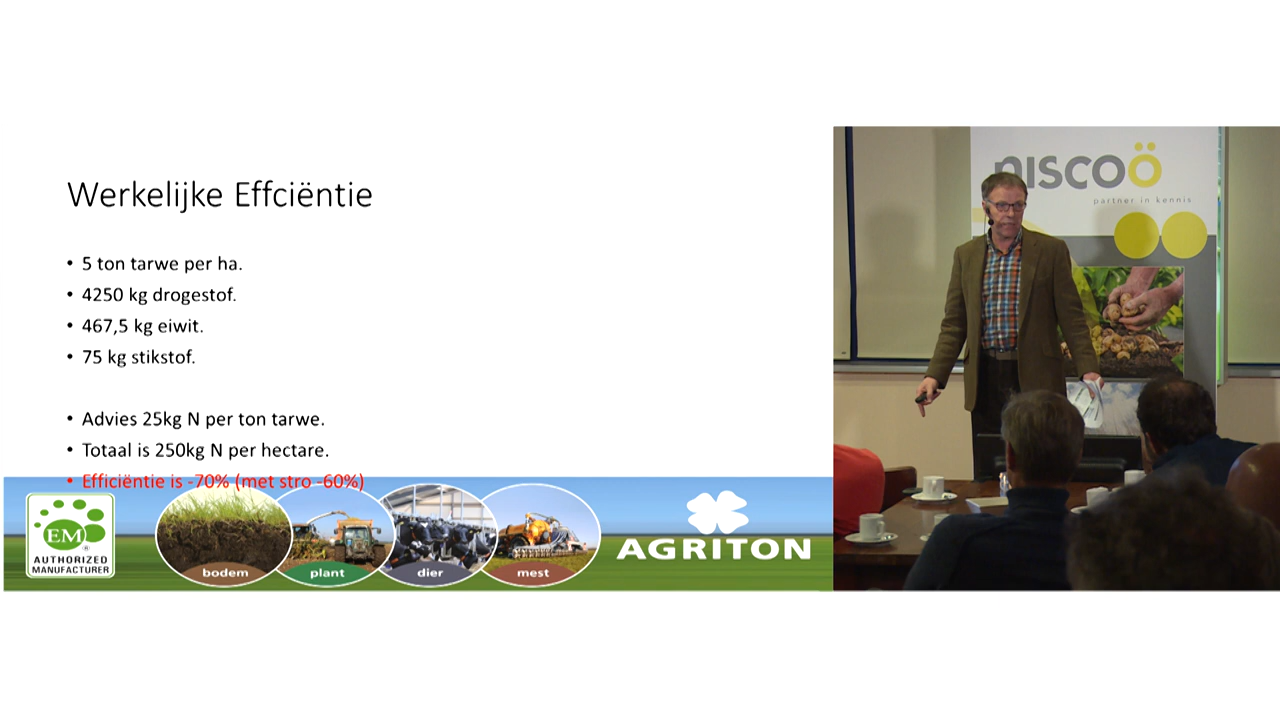 Werkelijke Effciëntie
• 5 ton tarwe per ha.
• 4250 kg drogestof.
• 467,5 kg eiwit.
• 75 kg stikstof.
• Advies 25kg N per ton tarwe.
• Totaal is 250kg N per hectare.
• Efficiëntie is -70% (met stro -60%)
EM
®
AUTHORIZED
MANUFACTURER
bodem
plant
dier
mest
AGRITON
niscoö
partner in kennis